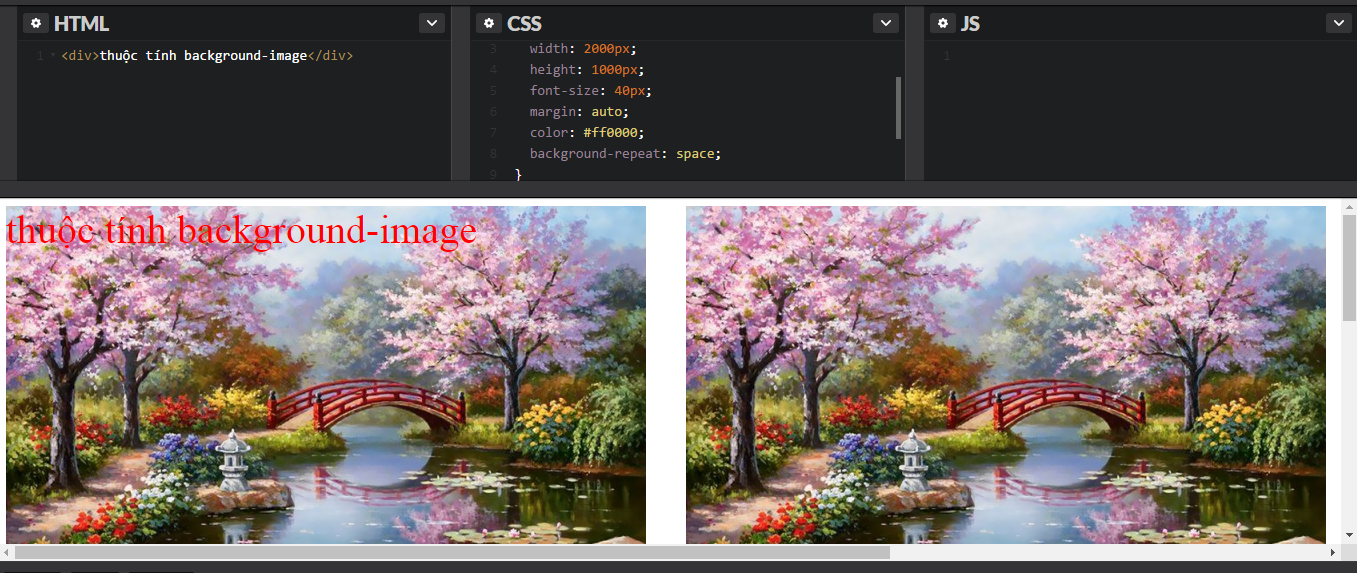 HTML
1 <div>thuộc tính background-image</div>
CSS
3 width: 2000px;
4 height: 1000px;
5 font-size: 40px;
6 margin: auto;
7 color: #ff0000;
8 background-repeat: space;
9 }
JS
1
thuộc tính background-image